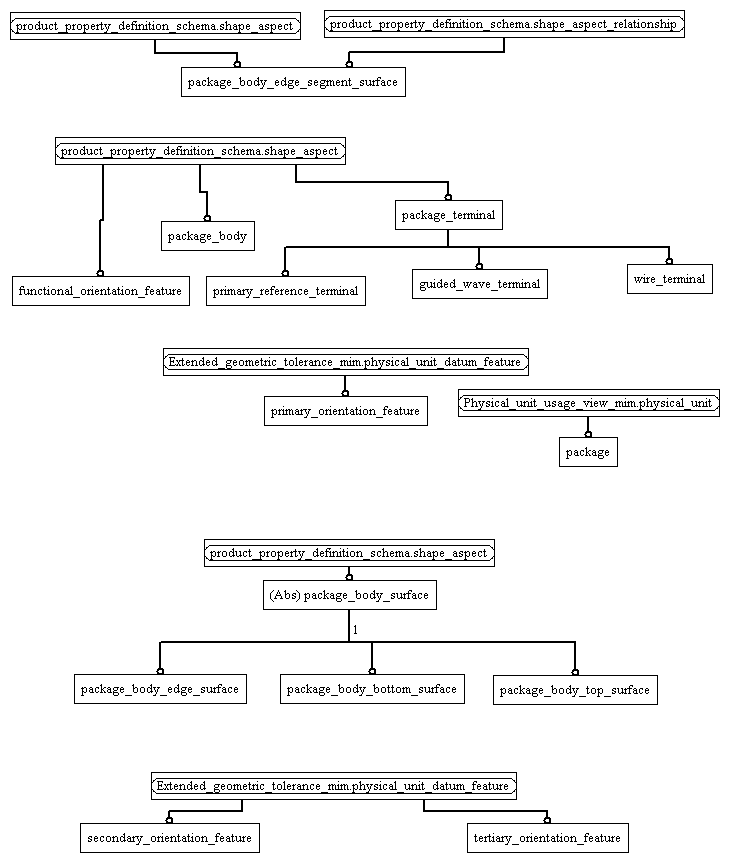 product_property_definition_schema.shape_aspect
product_property_definition_schema.shape_aspect_relationship
package_body_edge_segment_surface
product_property_definition_schema.shape_aspect
package_terminal
package_body
functional_orientation_feature
primary_reference_terminal
guided_wave_terminal
wire_terminal
Extended_geometric_tolerance_mim.physical_unit_datum_feature
primary_orientation_feature
Physical_unit_usage_view_mim.physical_unit
package
product_property_definition_schema.shape_aspect
(Abs) package_body_surface
1
package_body_edge_surface
package_body_bottom_surface
package_body_top_surface
Extended_geometric_tolerance_mim.physical_unit_datum_feature
secondary_orientation_feature
tertiary_orientation_feature